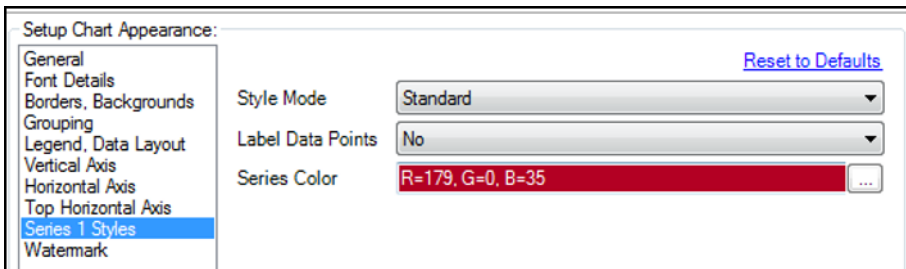 Setup Chart Appearance:
General
Font Details
Borders, Backgrounds
Grouping
Legend, Data Layout
Vertical Axis
Horizontal Axis
Top Horizontal Axis
Series 1 Styles
Watermark
Reset to Defaults
Style Mode Standard
Label Data Points No
Series Color R=179, G=0, B=35 ...